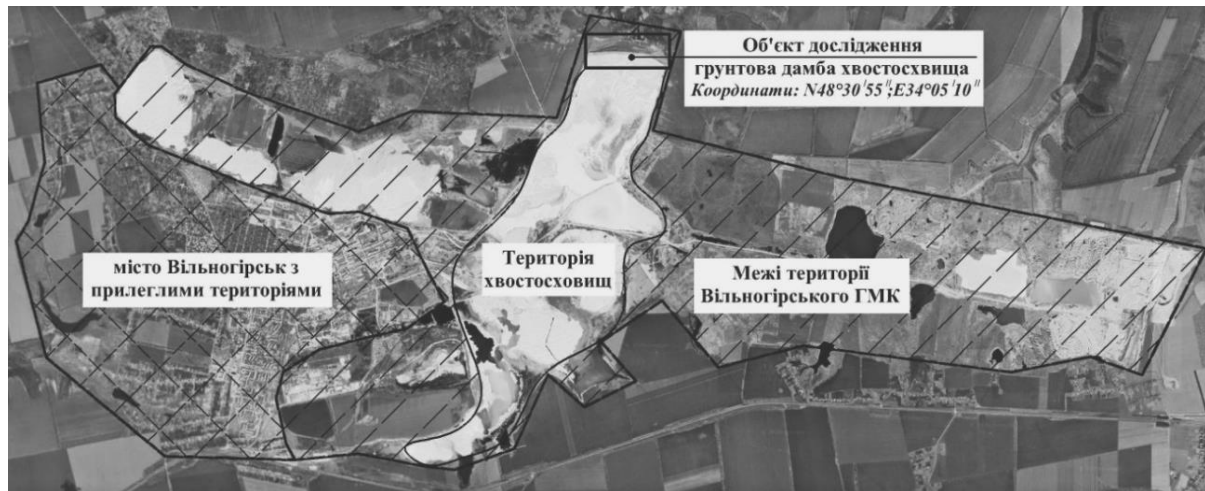 Об'єкт дослідження
грунтова дамба хвостосхвища
Координати: N48°30'55";E34°05'10"
місто Вільногірськ з
прилеглими територіями
Територія
хвостосховищ
Межі території
Вільногірського ГМК